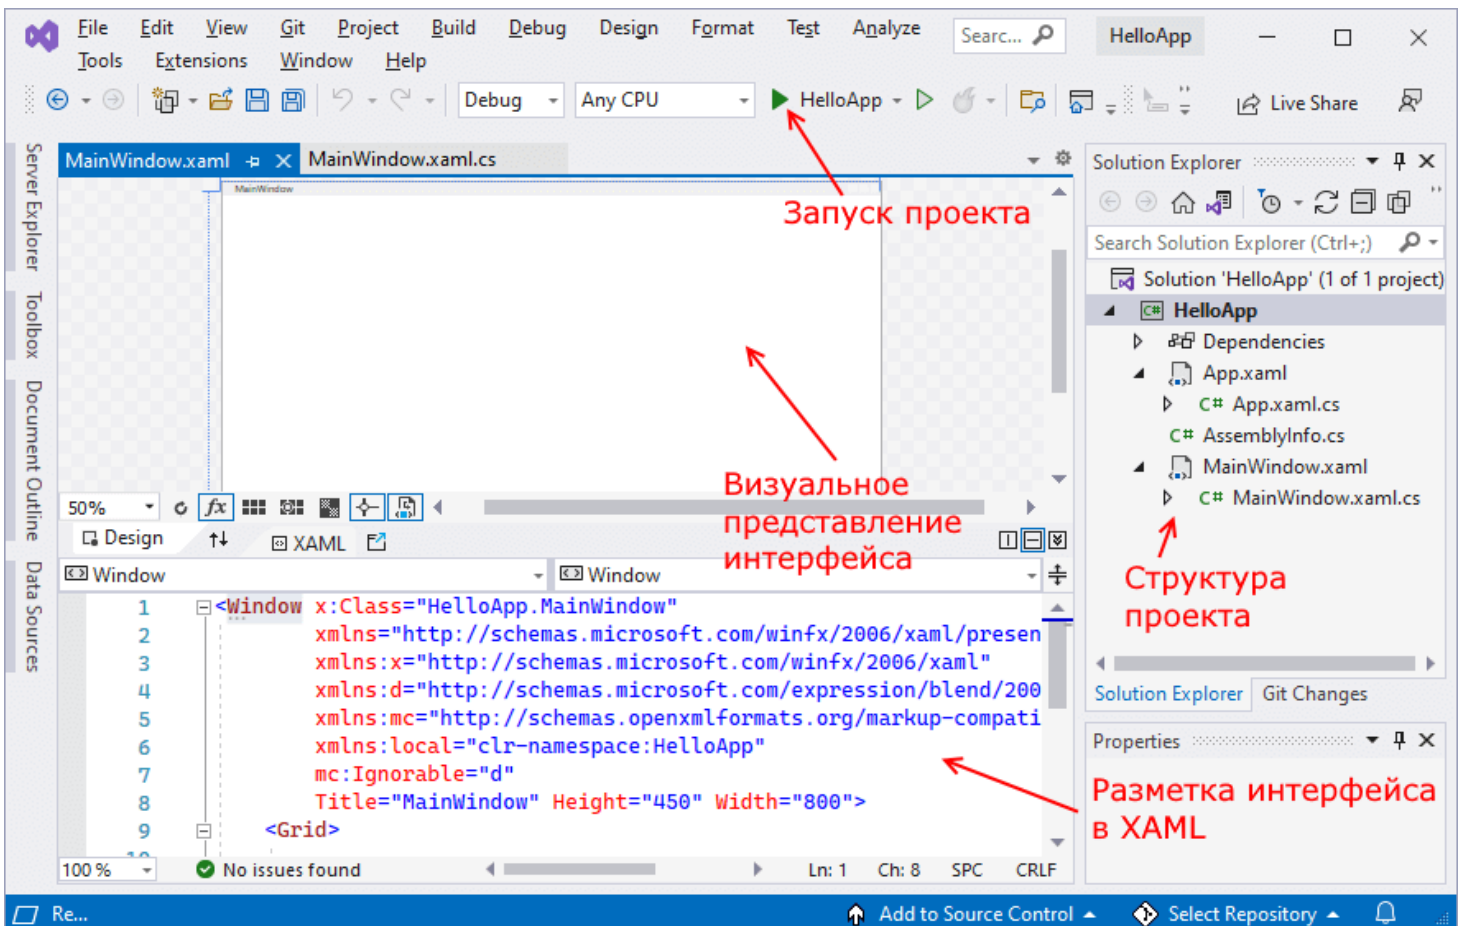 File Edit View Git Project Build Debug Design Format Test Analyze Searc... HelloApp
Tools Extensions Window Help
Debug Any CPU HelloApp Live Share
Server Explorer
Toolbox
Document Outline
Data Sources
MainWindow.xaml MainWindow.xaml.cs
MainWindow
Запуск проекта
Визуальное
представление
интерфейса
50% fx
Design XAML
Window Window
1 <Window x:Class="HelloApp.MainWindow"
2 xmlns="http://schemas.microsoft.com/winfx/2006/xaml/presen
3 xmlns:x="http://schemas.microsoft.com/winfx/2006/xaml"
4 xmlns:d="http://schemas.microsoft.com/expression/blend/200
5 xmlns:mc="http://schemas.openxmlformats.org/markup-compati
6 xmlns:local="clr-namespace:HelloApp"
7 mc:Ignorable="d"
8 Title="MainWindow" Height="450" Width="800">
9 <Grid>
10
100 % No issues found Ln: 1 Ch: 8 SPC CRLF
Solution Explorer
Search Solution Explorer (Ctrl+;)
Solution 'HelloApp' (1 of 1 project)
C# HelloApp
Dependencies
App.xaml
C# App.xaml.cs
C# AssemblyInfo.cs
MainWindow.xaml
C# MainWindow.xaml.cs
Структура
проекта
Solution Explorer Git Changes
Properties
Разметка интерфейса
в XAML
Re... Add to Source Control Select Repository